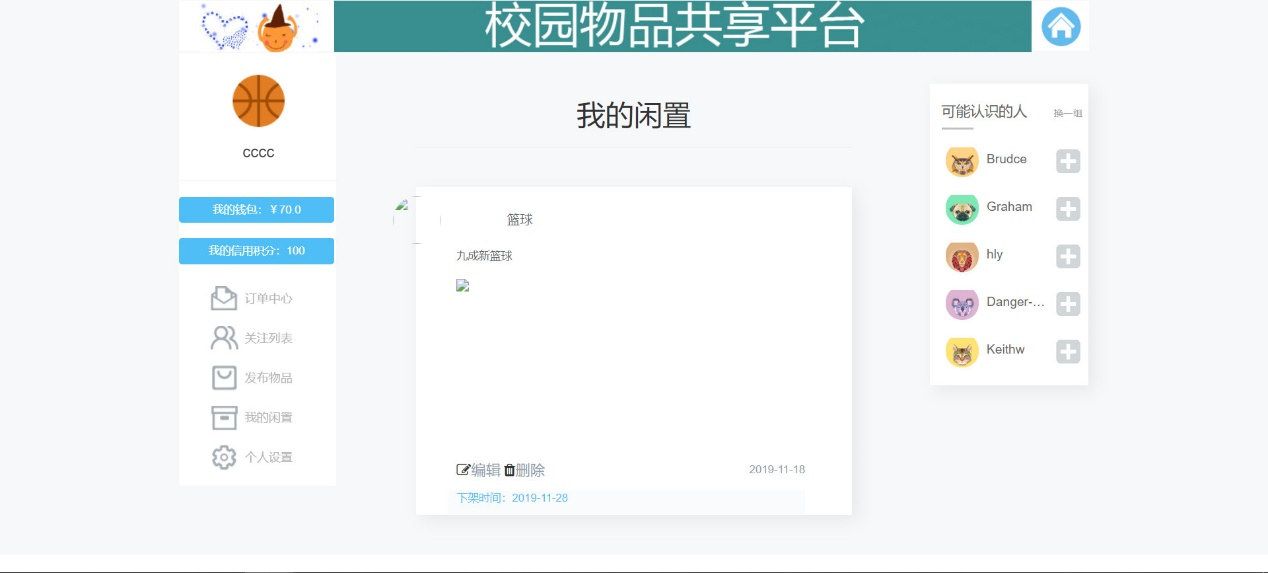 校园物品共享平台
cccc
我的钱包：￥70.0
我的信用积分：100
订单中心
关注列表
发布物品
我的闲置
个人设置
我的闲置
篮球
九成新篮球
编辑 删除
2019-11-18
下架时间：2019-11-28
可能认识的人
换一组
Brudce
Graham
hly
Danger-...
Keithw